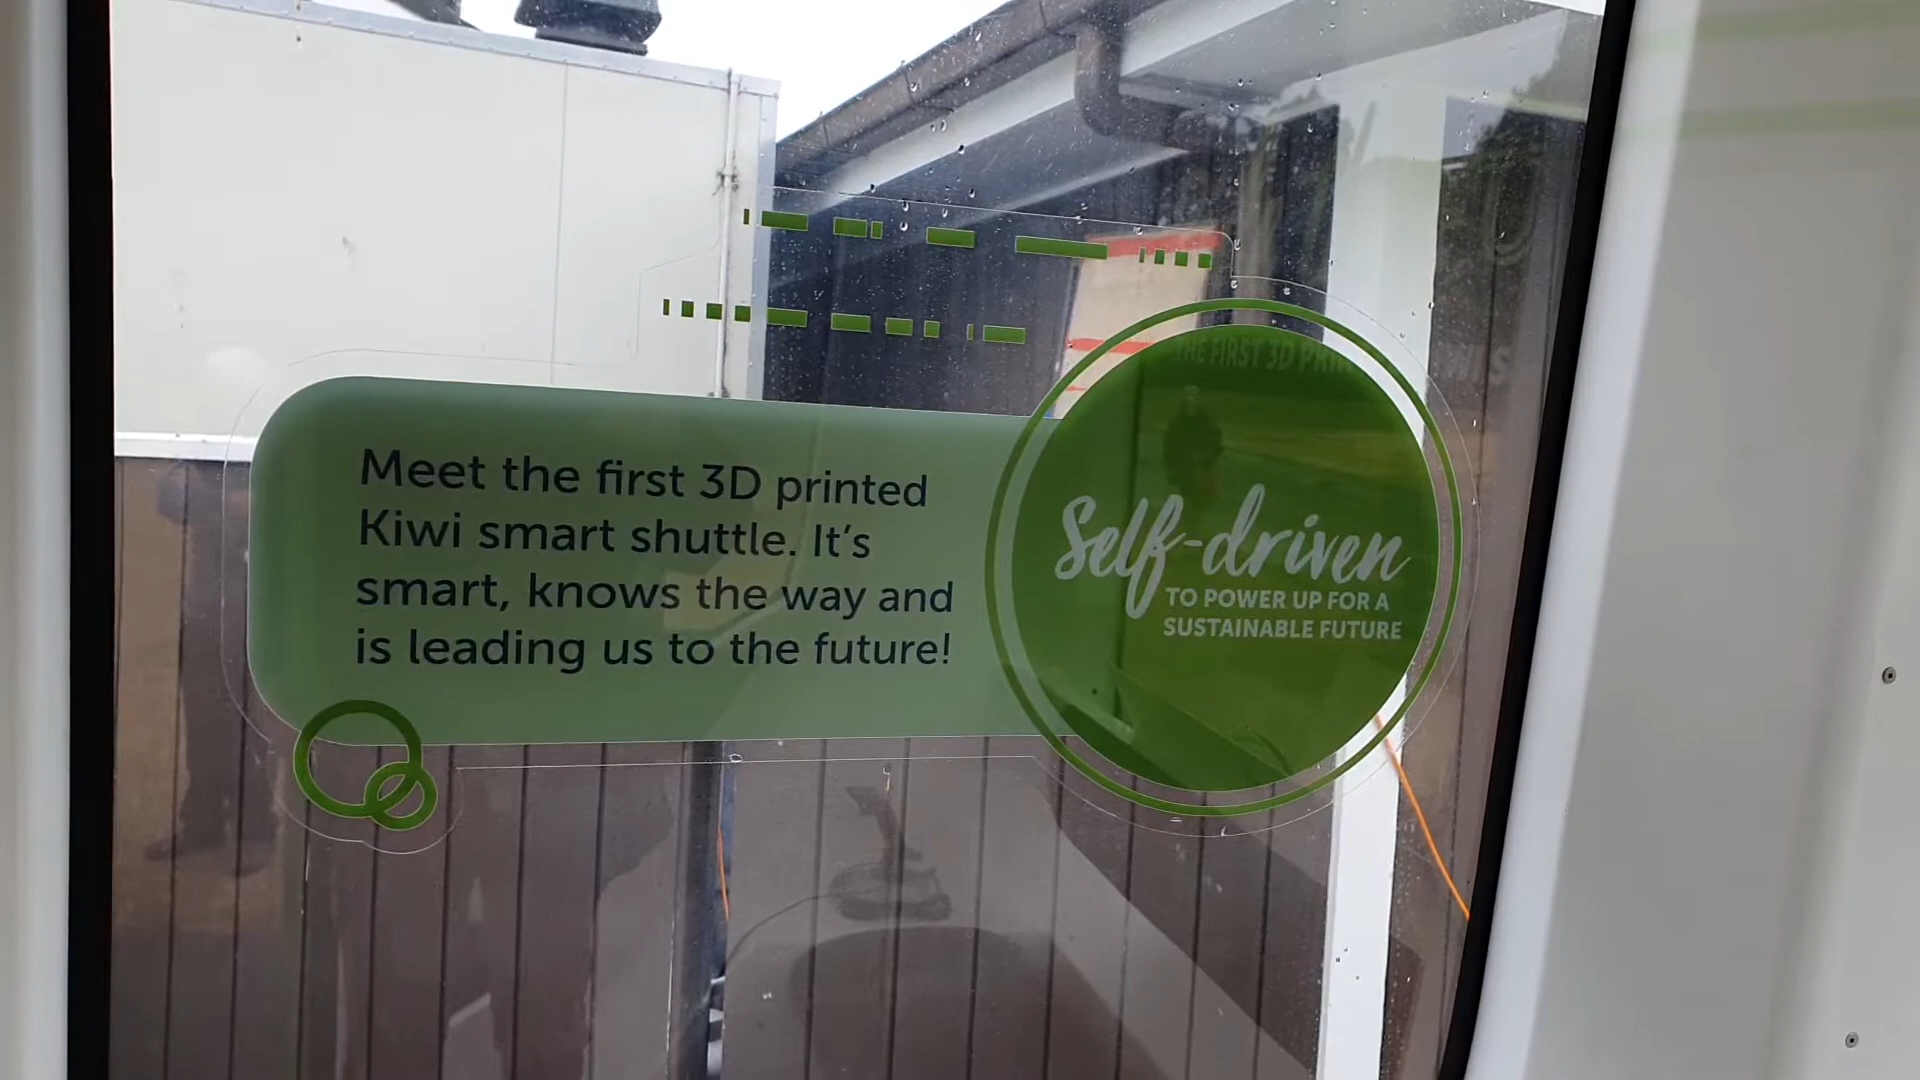 THE FIRST 3D
Meet the first 3D printed
Kiwi smart shuttle. It's
smart, knows the way and
is leading us to the future!
Self-driven
TO POWER UP FOR A
SUSTAINABLE FUTURE